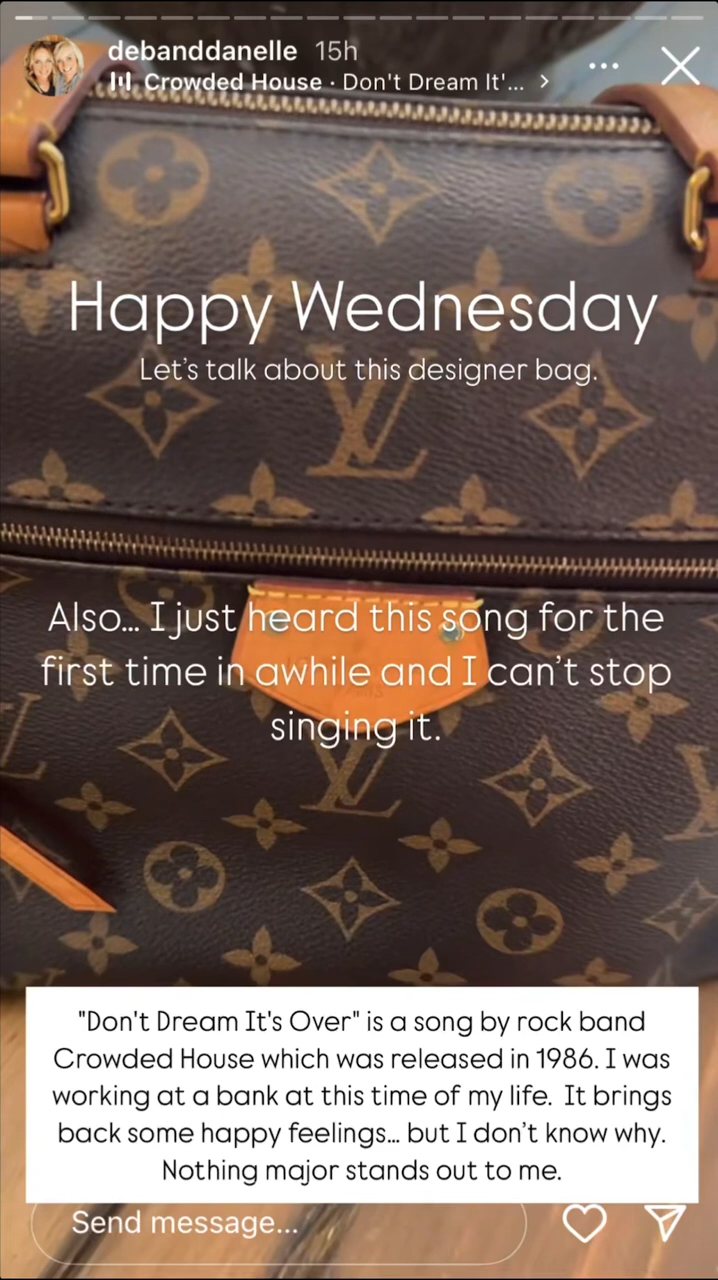 debanddanelle 15h
Crowded House · Don't Dream It'... >
Happy Wednesday
Let's talk about this designer bag.
Also... I just heard this song for the
first time in awhile and I can't stop
singing it.
"Don't Dream It's Over" is a song by rock band
Crowded House which was released in 1986. I was
working at a bank at this time of my life. It brings
back some happy feelings... but I don't know why.
Nothing major stands out to me.
Send message...